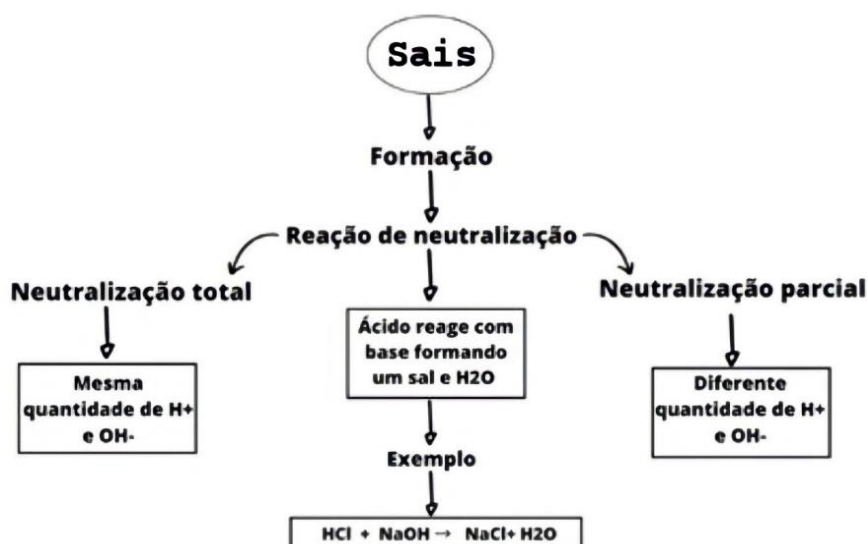 Sais
Formação
Reação de neutralização
Neutralização total
Mesma
quantidade de H+
e OH-
Ácido reage com
base formando
um sal e H2O
Exemplo
HCl + NaOH → NaCl+ H2O
Neutralização parcial
Diferente
quantidade de H+
e OH-